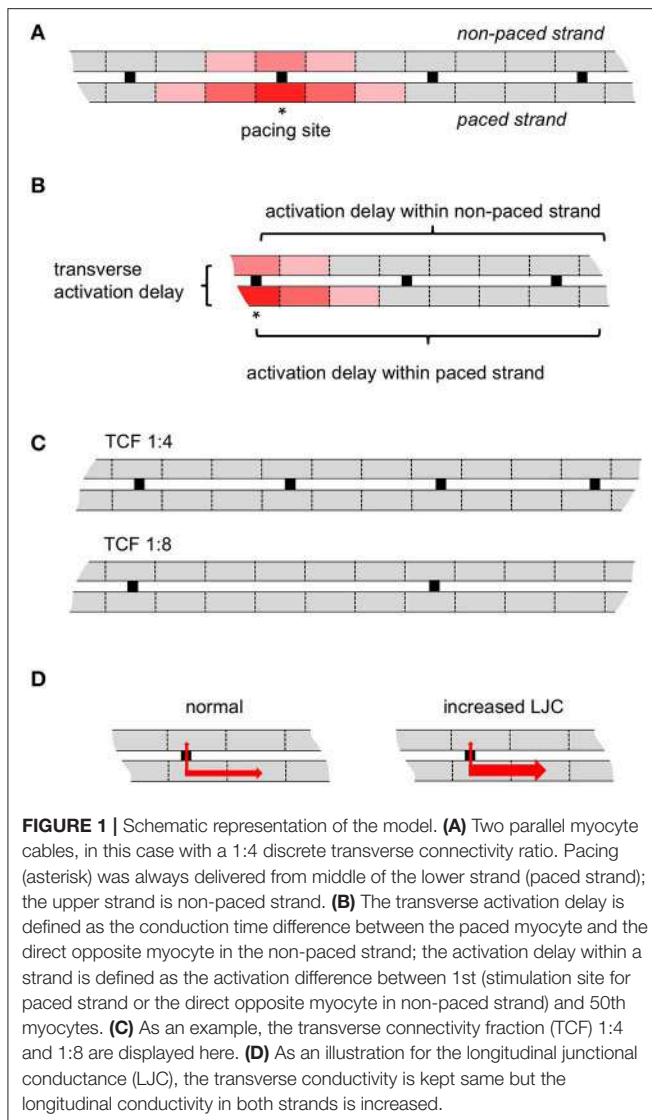 A
non-paced strand
*
pacing site
paced strand
B
activation delay within non-paced strand
transverse
activation delay
*
activation delay within paced strand
C
TCF 1:4
TCF 1:8
D
normal
increased LJC
FIGURE 1 | Schematic representation of the model. (A) Two parallel myocyte
cables, in this case with a 1:4 discrete transverse connectivity ratio. Pacing
(asterisk) was always delivered from middle of the lower strand (paced strand);
the upper strand is non-paced strand. (B) The transverse activation delay is
defined as the conduction time difference between the paced myocyte and the
direct opposite myocyte in the non-paced strand; the activation delay within a
strand is defined as the activation difference between 1st (stimulation site for
paced strand or the direct opposite myocyte in non-paced strand) and 50th
myocytes. (C) As an example, the transverse connectivity fraction (TCF) 1:4
and 1:8 are displayed here. (D) As an illustration for the longitudinal junctional
conductance (LJC), the transverse conductivity is kept same but the
longitudinal conductivity in both strands is increased.